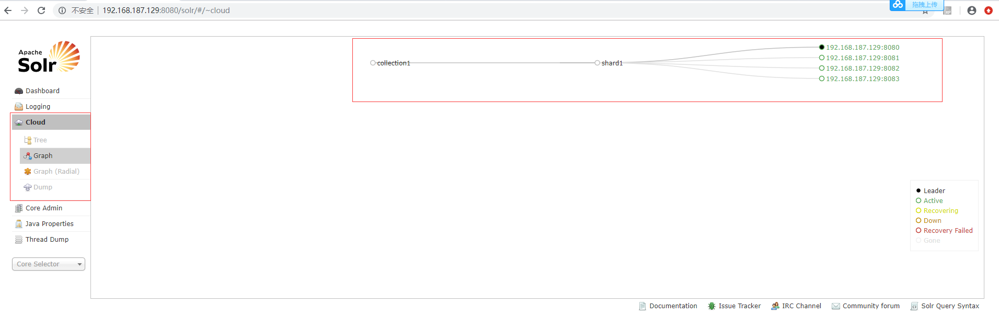 不安全 192.168.187.129:8080/solr/#/~cloud
拖拽上传
RP
Apache
Solr
Dashboard
Logging
Cloud
Tree
Graph
Graph (Radial)
Dump
Core Admin
Java Properties
Thread Dump
Core Selector
collection1
shard1
192.168.187.129:8080
192.168.187.129:8081
192.168.187.129:8082
192.168.187.129:8083
Leader
Active
Recovering
Down
Recovery Failed
Gone
Documentation Issue Tracker IRC Channel Community forum Solr Query Syntax